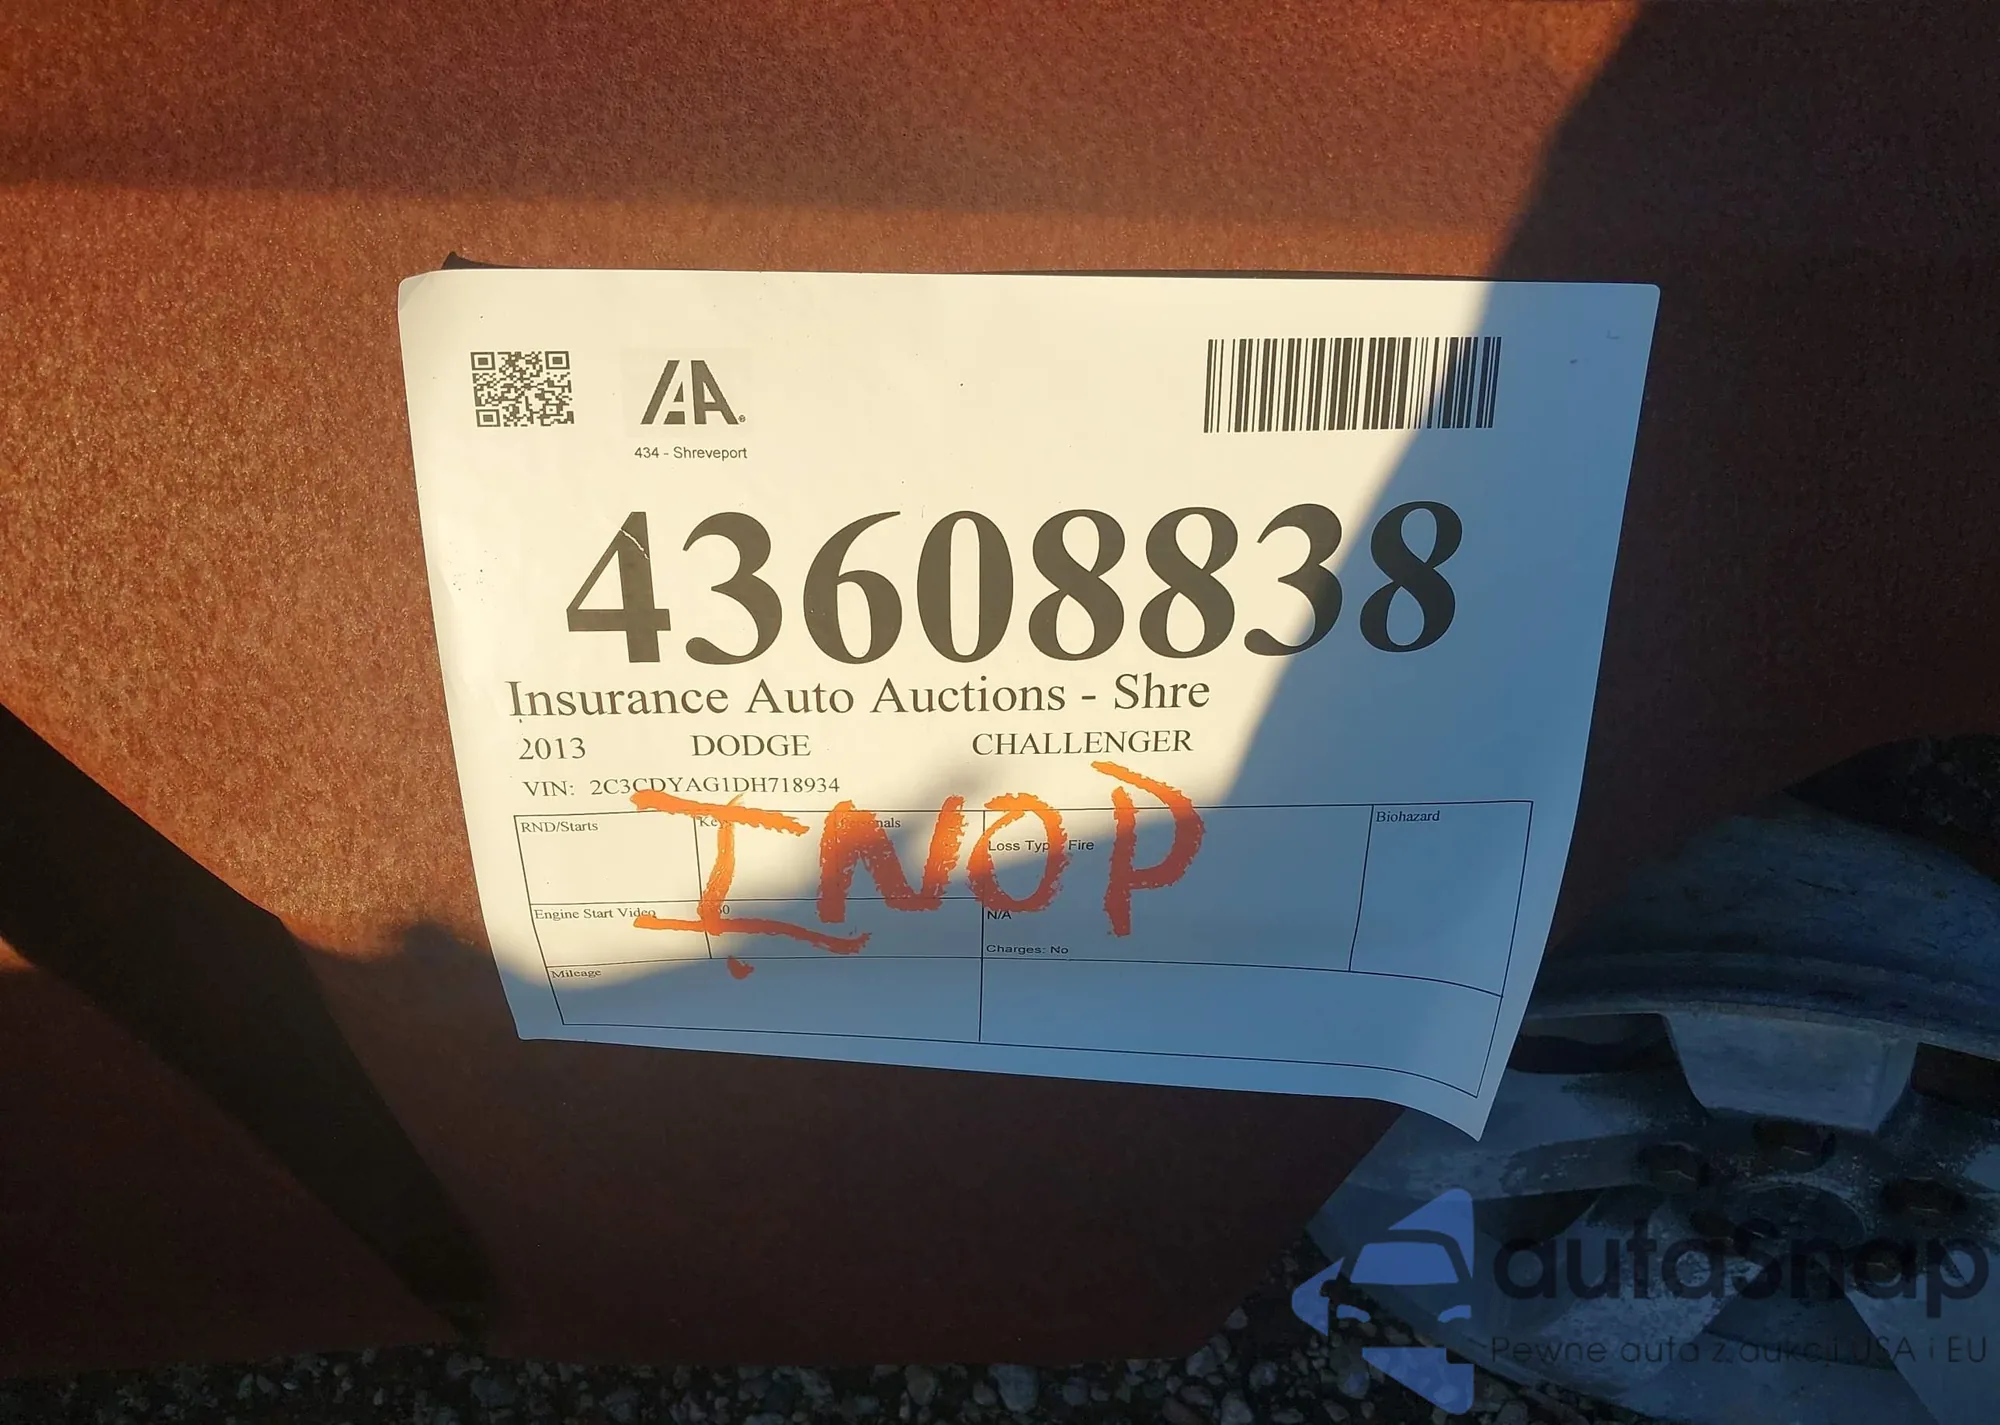 IAA
434 - Shreveport
43608838
Insurance Auto Auctions - Shre
2013 DODGE CHALLENGER
VIN: 2C3CDYAG1DH718934
INOP
RND/Starts
Loss Type: Fire
Biohazard
Engine Start Video
N/A
Charges: No
Mileage
autaSnap
Pewne auta z aukcji USA i EU